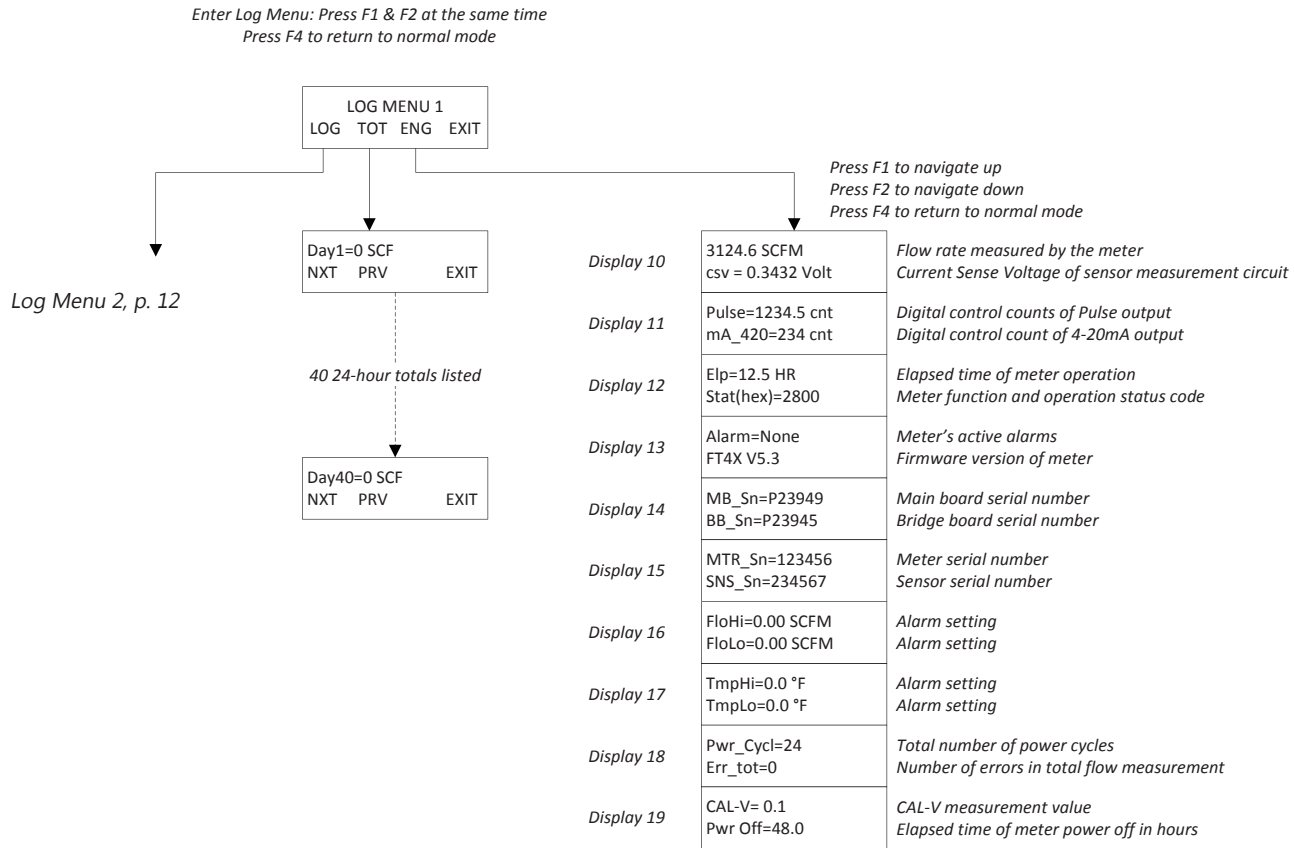 Enter Log Menu: Press F1 & F2 at the same time
Press F4 to return to normal mode
LOG MENU 1
LOG TOT ENG EXIT
Log Menu 2, p. 12
Day1=0 SCF
NXT PRV EXIT
40 24-hour totals listed
Day40=0 SCF
NXT PRV EXIT
Press F1 to navigate up
Press F2 to navigate down
Press F4 to return to normal mode
Display 10
3124.6 SCFM
Flow rate measured by the meter
csv = 0.3432 Volt
Current Sense Voltage of sensor measurement circuit
Display 11
Pulse=1234.5 cnt
Digital control counts of Pulse output
mA_420=234 cnt
Digital control count of 4-20mA output
Display 12
Elp=12.5 HR
Elapsed time of meter operation
Stat(hex)=2800
Meter function and operation status code
Display 13
Alarm=None
Meter’s active alarms
FT4X V5.3
Firmware version of meter
Display 14
MB_Sn=P23949
Main board serial number
BB_Sn=P23945
Bridge board serial number
Display 15
MTR_Sn=123456
Meter serial number
SNS_Sn=234567
Sensor serial number
Display 16
FloHi=0.00 SCFM
Alarm setting
FloLo=0.00 SCFM
Alarm setting
Display 17
TmpHi=0.0 °F
Alarm setting
TmpLo=0.0 °F
Alarm setting
Display 18
Pwr_Cycl=24
Total number of power cycles
Err_tot=0
Number of errors in total flow measurement
Display 19
CAL-V= 0.1
CAL-V measurement value
Pwr Off=48.0
Elapsed time of meter power off in hours